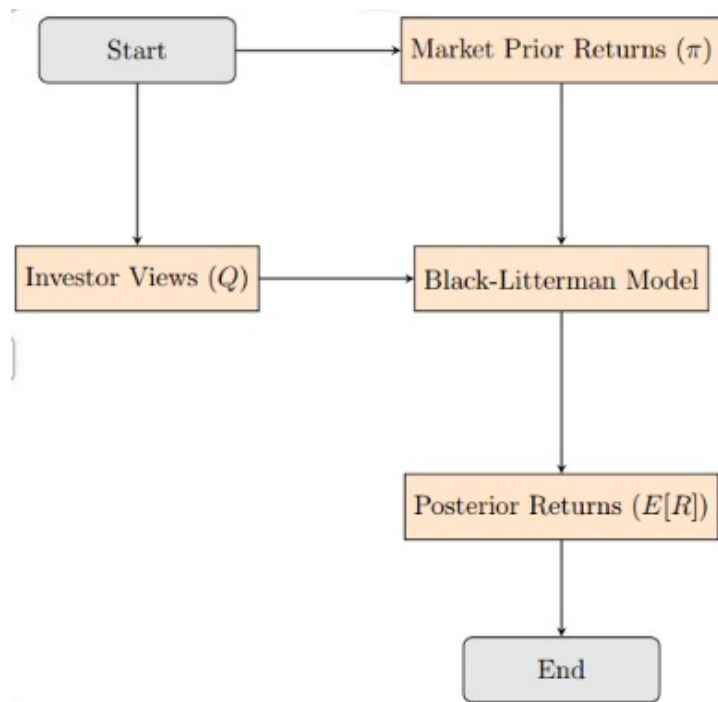 Start
Market Prior Returns (π)
Investor Views (Q)
Black-Litterman Model
Posterior Returns (E[R])
End